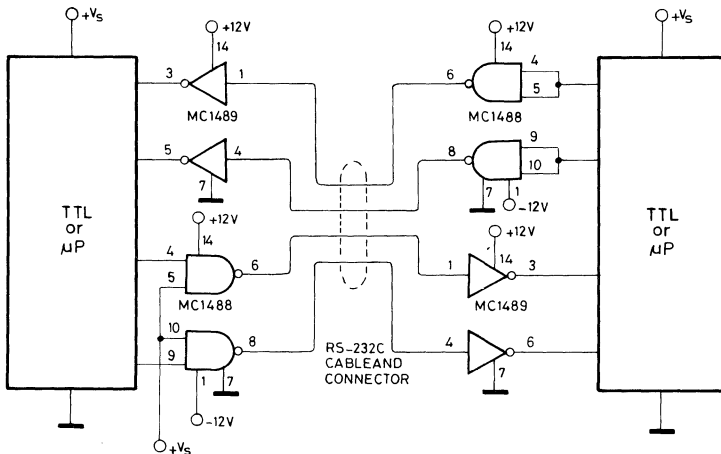 +Vs
+12V
14
3
1
MC1489
5
4
7
+12V
14
6
4
5
MC1488
8
9
10
7
1
-12V
+Vs
TTL
or
µP
+12V
14
4
5
6
MC1488
10
9
8
1
7
-12V
+Vs
RS-232C
CABLEAND
CONNECTOR
+12V
14
1
3
MC1489
4
6
7
TTL
or
µP